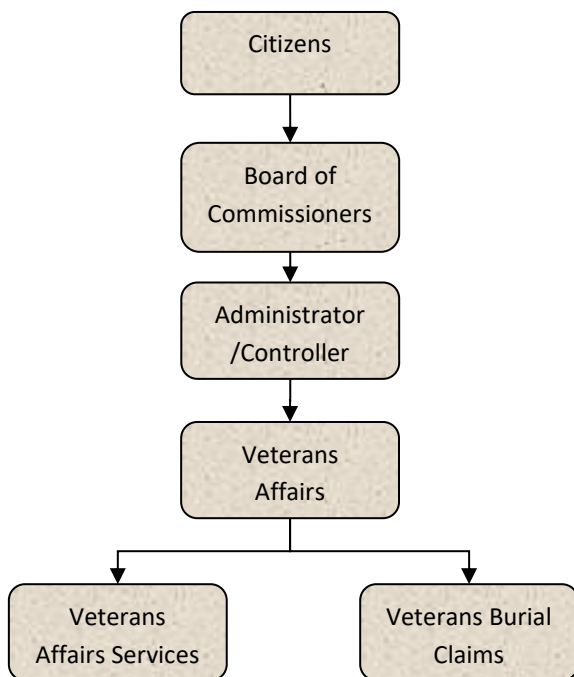 Citizens
Board of
Commissioners
Administrator
/Controller
Veterans
Affairs
Veterans
Affairs Services
Veterans Burial
Claims